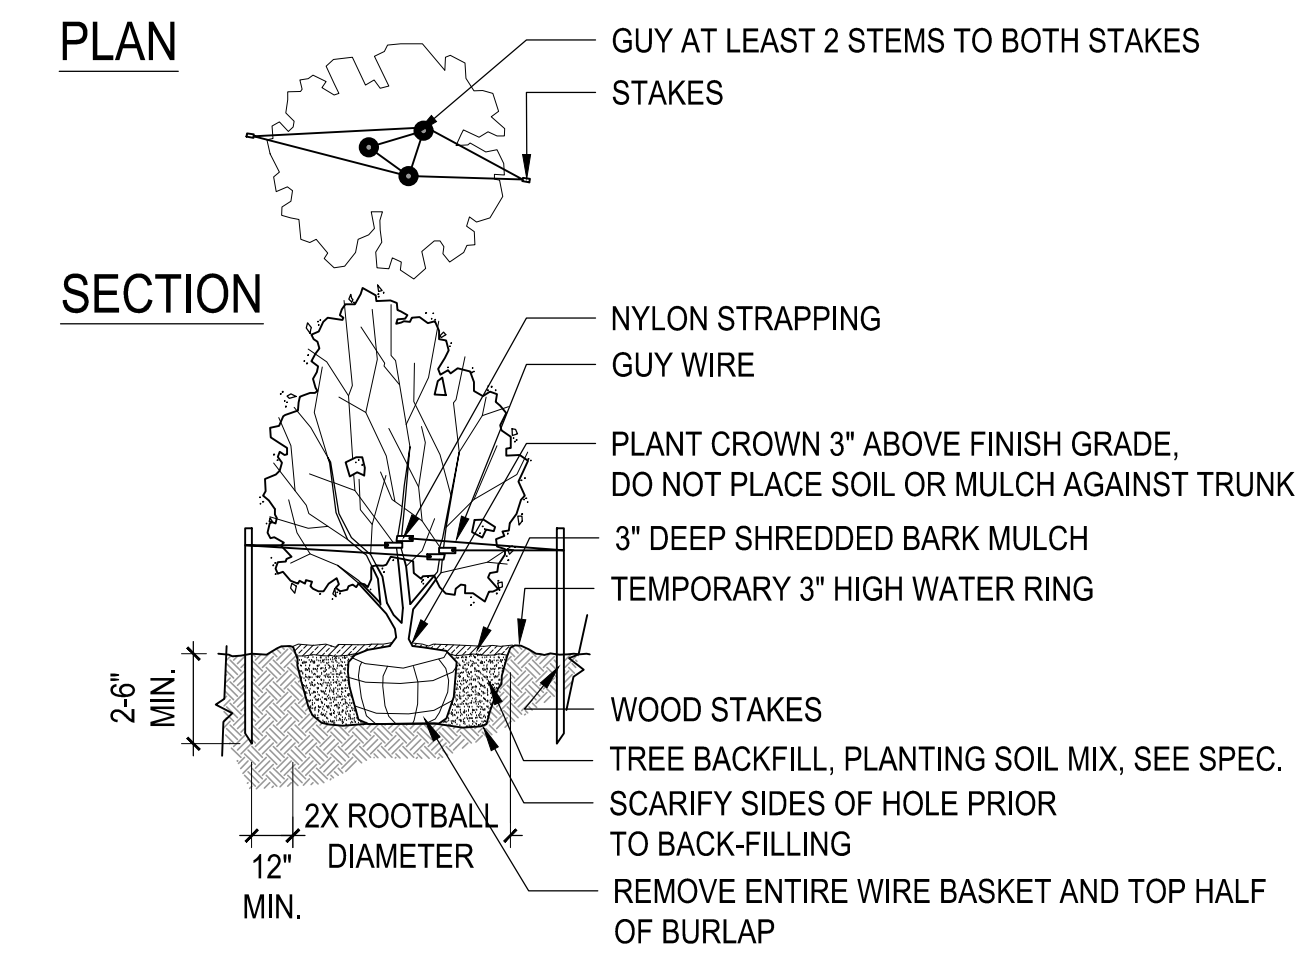 PLAN
GUY AT LEAST 2 STEMS TO BOTH STAKES
STAKES
SECTION
NYLON STRAPPING
GUY WIRE
PLANT CROWN 3" ABOVE FINISH GRADE,
DO NOT PLACE SOIL OR MULCH AGAINST TRUNK
3" DEEP SHREDDED BARK MULCH
TEMPORARY 3" HIGH WATER RING
2-6"
MIN.
WOOD STAKES
TREE BACKFILL, PLANTING SOIL MIX, SEE SPEC.
SCARIFY SIDES OF HOLE PRIOR
TO BACK-FILLING
2X ROOTBALL
DIAMETER
12"
MIN.
REMOVE ENTIRE WIRE BASKET AND TOP HALF
OF BURLAP